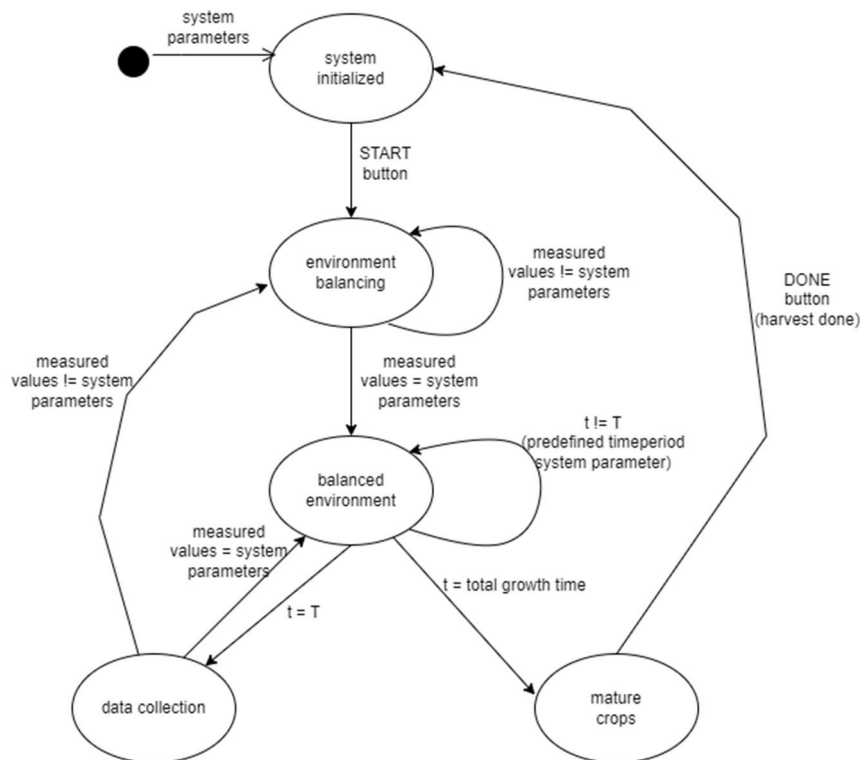 system
parameters
system
initialized
START
button
environment
balancing
measured
values != system
parameters
DONE
button
(harvest done)
measured
values != system
parameters
measured
values = system
parameters
t != T
(predefined timeperiod
system parameter)
balanced
environment
measured
values = system
parameters
t = total growth time
t = T
data collection
mature
crops